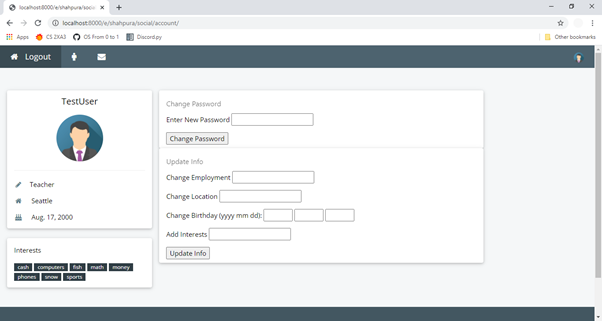 localhost:8000/e/shahpura/social
localhost:8000/e/shahpura/social/account/
Apps CS 2XA3 OS From 0 to 1 Discord.py Other bookmarks
Logout
TestUser
Teacher
Seattle
Aug. 17, 2000
Interests
cash computers fish math money
phones snow sports
Change Password
Enter New Password
Change Password
Update Info
Change Employment
Change Location
Change Birthday (yyyy mm dd):
Add Interests
Update Info